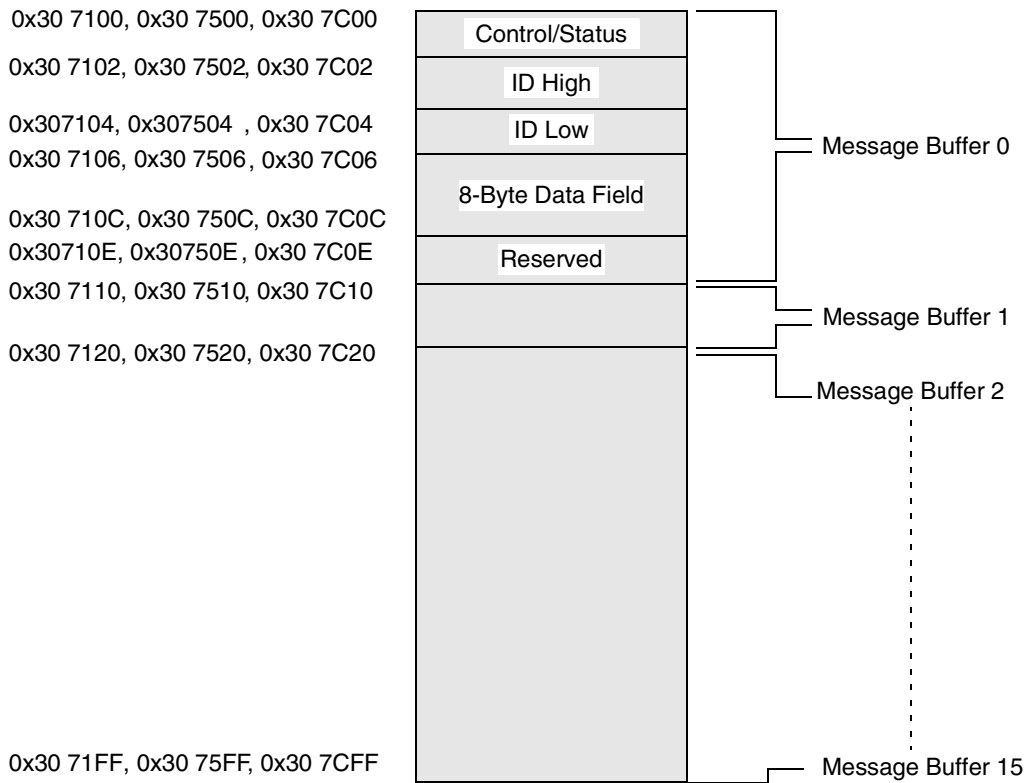 0x30 7100, 0x30 7500, 0x30 7C00
Control/Status
0x30 7102, 0x30 7502, 0x30 7C02
ID High
0x307104, 0x307504 , 0x30 7C04
ID Low
Message Buffer 0
0x30 7106, 0x30 7506, 0x30 7C06
8-Byte Data Field
0x30 710C, 0x30 750C, 0x30 7C0C
0x30710E, 0x30750E, 0x30 7C0E
Reserved
0x30 7110, 0x30 7510, 0x30 7C10
Message Buffer 1
0x30 7120, 0x30 7520, 0x30 7C20
Message Buffer 2
0x30 71FF, 0x30 75FF, 0x30 7CFF
Message Buffer 15